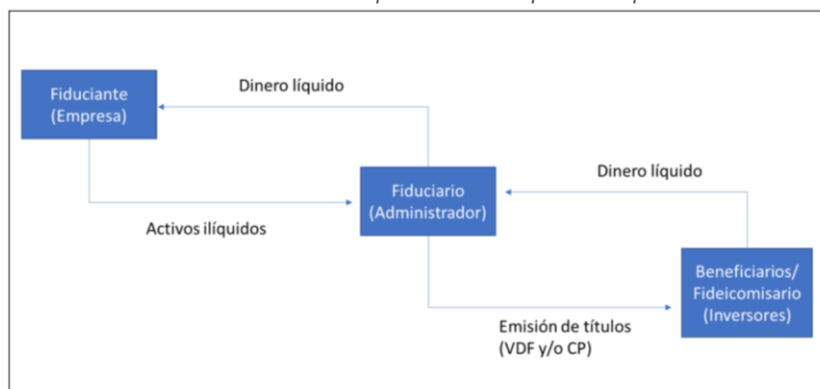 Dinero líquido
Fiduciante
(Empresa)
Dinero líquido
Fiduciario
(Administrador)
Activos ilíquidos
Beneficiarios/
Fideicomisario
(Inversores)
Emisión de títulos
(VDF y/o CP)